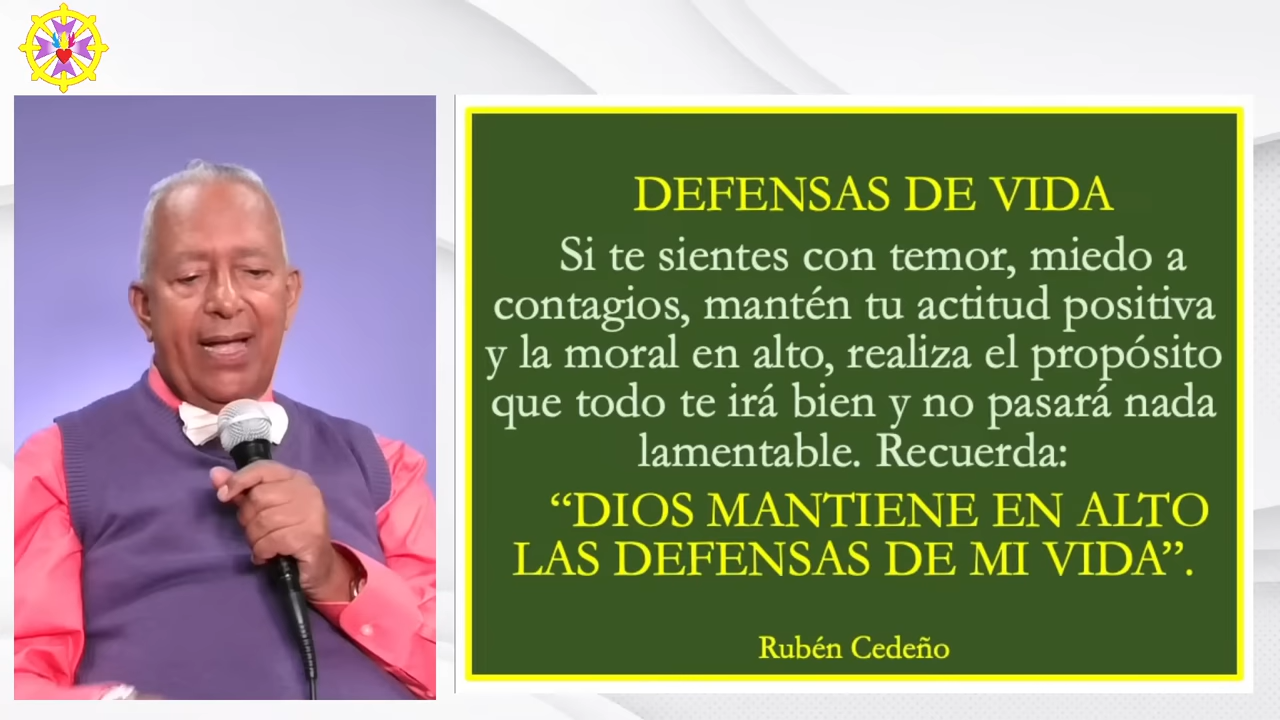 DEFENSAS DE VIDA
Si te sientes con temor, miedo a
contagios, mantén tu actitud positiva
y la moral en alto, realiza el propósito
que todo te irá bien y no pasará nada
lamentable. Recuerda:
“DIOS MANTIENE EN ALTO
LAS DEFENSAS DE MI VIDA”.
Rubén Cedeño